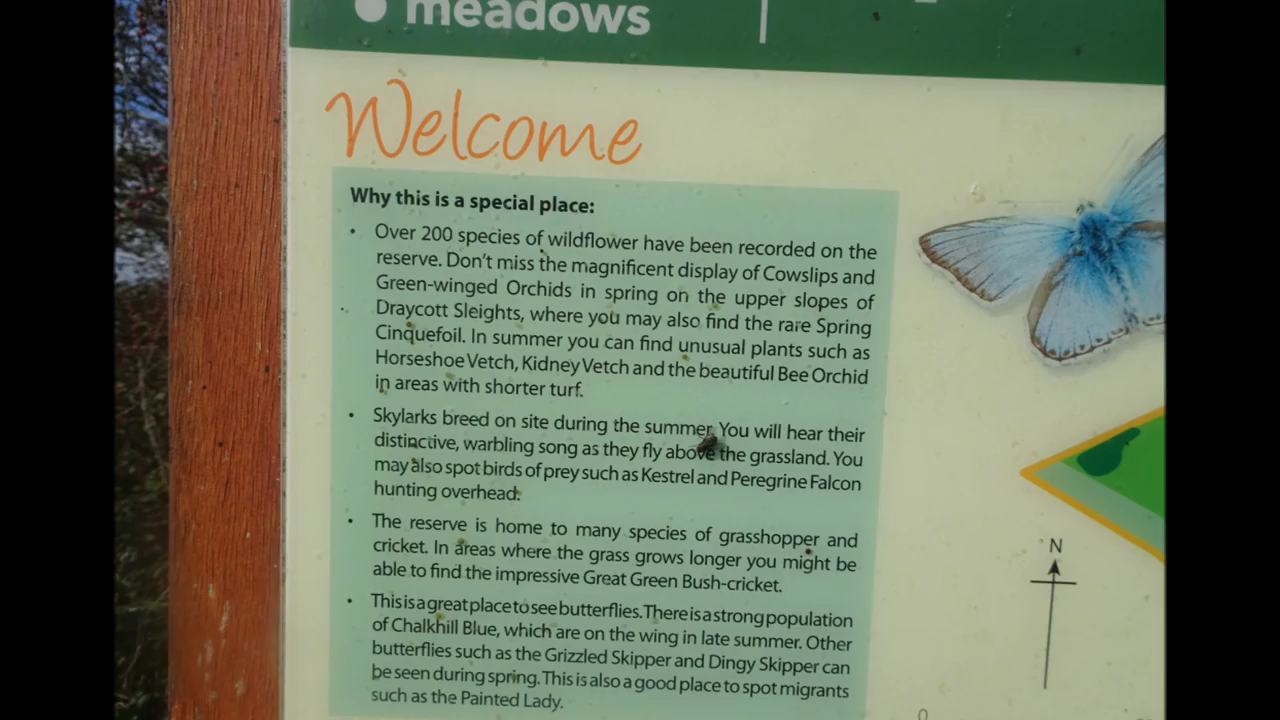 meadows
Welcome
Why this is a special place:
• Over 200 species of wildflower have been recorded on the
reserve. Don't miss the magnificent display of Cowslips and
Green-winged Orchids in spring on the upper slopes of
Draycott Sleights, where you may also find the rare Spring
Cinquefoil. In summer you can find unusual plants such as
Horseshoe Vetch, Kidney Vetch and the beautiful Bee Orchid
in areas with shorter turf.
• Skylarks breed on site during the summer. You will hear their
distinctive, warbling song as they fly above the grassland. You
may also spot birds of prey such as Kestrel and Peregrine Falcon
hunting overhead.
• The reserve is home to many species of grasshopper and
cricket. In areas where the grass grows longer you might be
able to find the impressive Great Green Bush-cricket.
• This is a great place to see butterflies. There is a strong population
of Chalkhill Blue, which are on the wing in late summer. Other
butterflies such as the Grizzled Skipper and Dingy Skipper can
be seen during spring. This is also a good place to spot migrants
such as the Painted Lady.
N
0